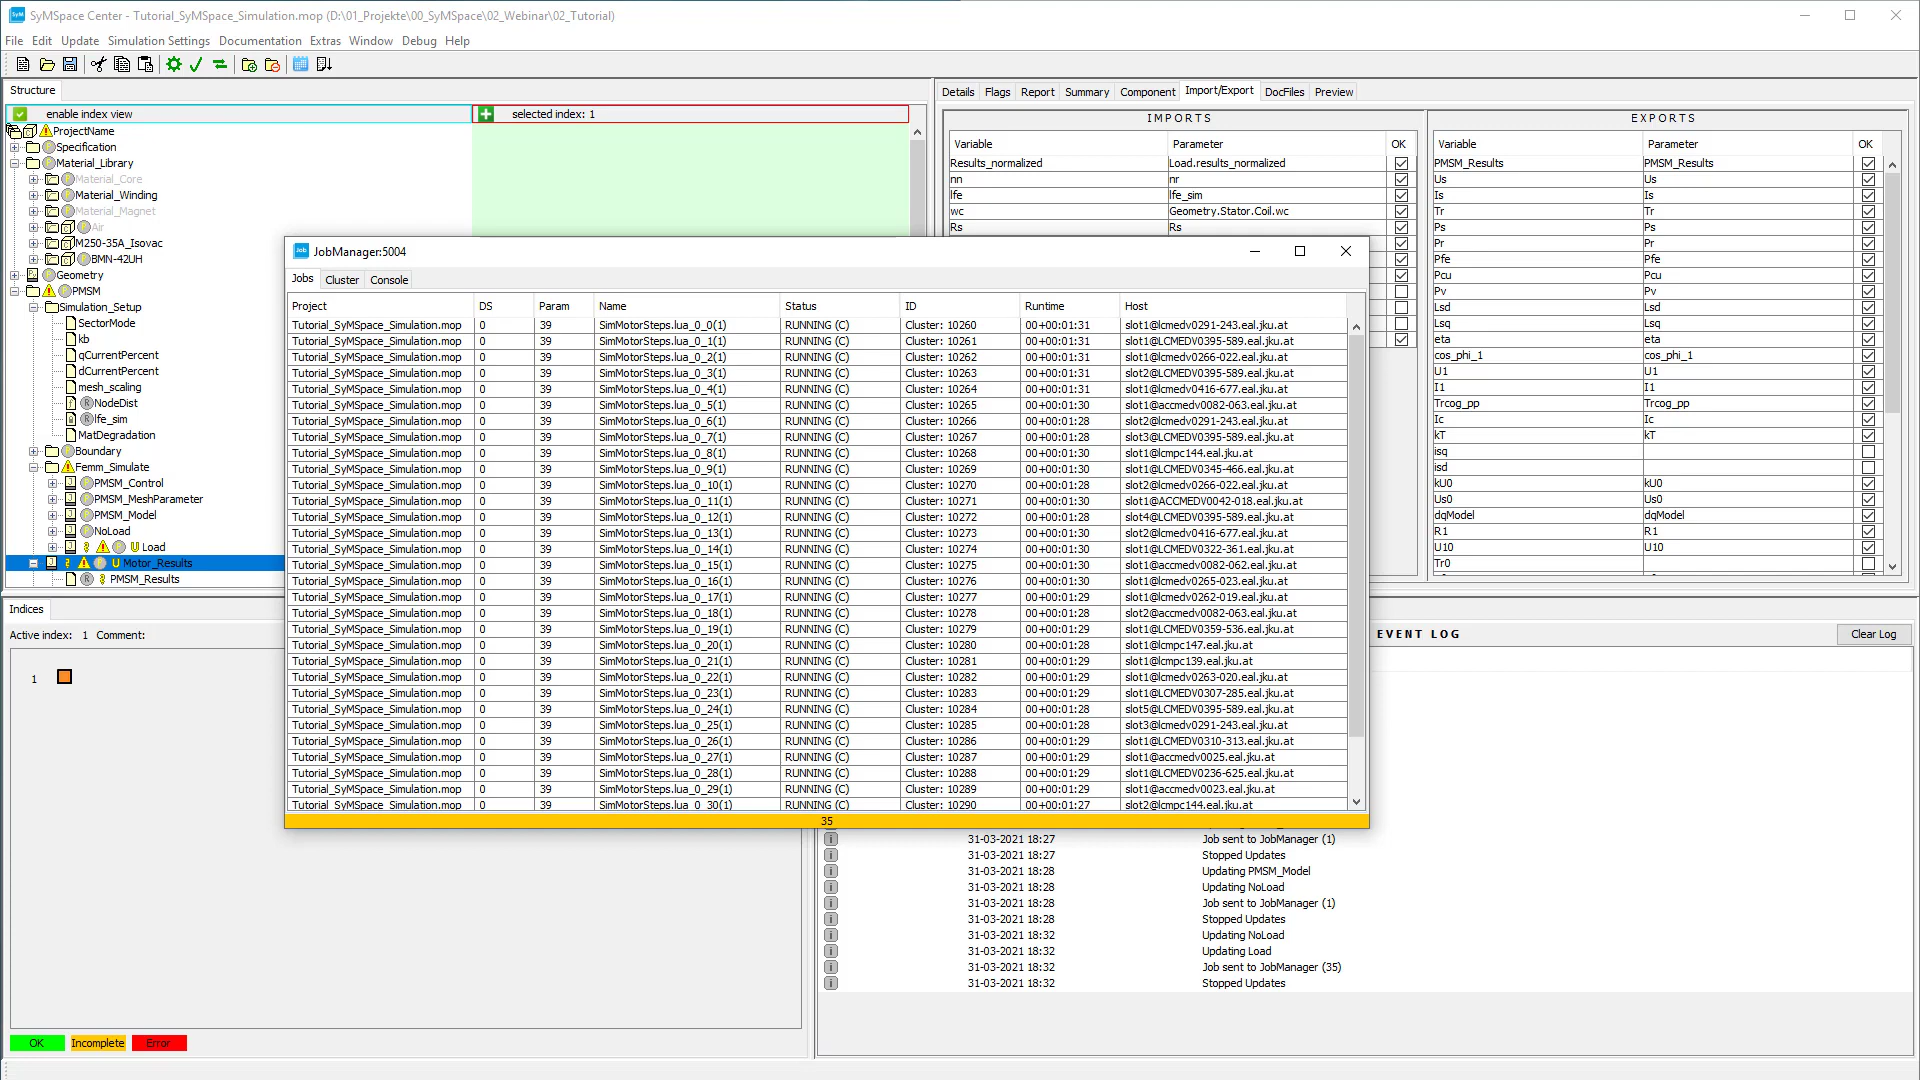 SyMSpace Center - Tutorial_SyMSpace_Simulation.mop (D:\01_Projekte\00_SyMSpace\02_Webinar\02_Tutorial)
File Edit Update Simulation Settings Documentation Extras Window Debug Help
Structure
enable index view
selected index: 1
ProjectName
Specification
Material_Library
Material_Core
Material_Winding
Material_Magnet
Air
M250-35A_Isovac
BMN-42UH
Geometry
PMSM
Simulation_Setup
SectorMode
kb
qCurrentPercent
dCurrentPercent
mesh_scaling
NodeDist
lfe_sim
MatDegradation
Boundary
Femm_Simulate
PMSM_Control
PMSM_MeshParameter
PMSM_Model
NoLoad
Load
Motor_Results
PMSM_Results
Details Flags Report Summary Component Import/Export DocFiles Preview
IMPORTS
Variable Parameter OK
Results_normalized Load.results_normalized
nn nr
lfe lfe_sim
wc Geometry.Stator.Coil.wc
Rs Rs
EXPORTS
Variable Parameter OK
PMSM_Results PMSM_Results
Us Us
Is Is
Tr Tr
Ps Ps
Pr Pr
Pfe Pfe
Pcu Pcu
Pv Pv
Lsd Lsd
Lsq Lsq
eta eta
cos_phi_1 cos_phi_1
U1 U1
I1 I1
Trcog_pp Trcog_pp
Ic Ic
kT kT
isq
isd
kU0 kU0
Us0 Us0
dqModel dqModel
R1 R1
U10 U10
Tr0
Job JobManager:5004
Jobs Cluster Console
Project DS Param Name Status ID Runtime Host
Tutorial_SyMSpace_Simulation.mop 0 39 SimMotorSteps.lua_0_0(1) RUNNING (C) Cluster: 10260 00+00:01:31 slot1@lcmedv0291-243.eal.jku.at
Tutorial_SyMSpace_Simulation.mop 0 39 SimMotorSteps.lua_0_1(1) RUNNING (C) Cluster: 10261 00+00:01:31 slot1@LCMEDV0395-589.eal.jku.at
Tutorial_SyMSpace_Simulation.mop 0 39 SimMotorSteps.lua_0_2(1) RUNNING (C) Cluster: 10262 00+00:01:31 slot1@lcmedv0266-022.eal.jku.at
Tutorial_SyMSpace_Simulation.mop 0 39 SimMotorSteps.lua_0_3(1) RUNNING (C) Cluster: 10263 00+00:01:31 slot2@LCMEDV0395-589.eal.jku.at
Tutorial_SyMSpace_Simulation.mop 0 39 SimMotorSteps.lua_0_4(1) RUNNING (C) Cluster: 10264 00+00:01:31 slot1@lcmedv0416-677.eal.jku.at
Tutorial_SyMSpace_Simulation.mop 0 39 SimMotorSteps.lua_0_5(1) RUNNING (C) Cluster: 10265 00+00:01:30 slot1@accmedv0082-063.eal.jku.at
Tutorial_SyMSpace_Simulation.mop 0 39 SimMotorSteps.lua_0_6(1) RUNNING (C) Cluster: 10266 00+00:01:28 slot2@lcmedv0291-243.eal.jku.at
Tutorial_SyMSpace_Simulation.mop 0 39 SimMotorSteps.lua_0_7(1) RUNNING (C) Cluster: 10267 00+00:01:28 slot3@LCMEDV0395-589.eal.jku.at
Tutorial_SyMSpace_Simulation.mop 0 39 SimMotorSteps.lua_0_8(1) RUNNING (C) Cluster: 10268 00+00:01:30 slot1@lcmpc144.eal.jku.at
Tutorial_SyMSpace_Simulation.mop 0 39 SimMotorSteps.lua_0_9(1) RUNNING (C) Cluster: 10269 00+00:01:30 slot1@LCMEDV0345-466.eal.jku.at
Tutorial_SyMSpace_Simulation.mop 0 39 SimMotorSteps.lua_0_10(1) RUNNING (C) Cluster: 10270 00+00:01:28 slot2@lcmedv0266-022.eal.jku.at
Tutorial_SyMSpace_Simulation.mop 0 39 SimMotorSteps.lua_0_11(1) RUNNING (C) Cluster: 10271 00+00:01:30 slot1@ACCMEDV0042-018.eal.jku.at
Tutorial_SyMSpace_Simulation.mop 0 39 SimMotorSteps.lua_0_12(1) RUNNING (C) Cluster: 10272 00+00:01:28 slot4@LCMEDV0395-589.eal.jku.at
Tutorial_SyMSpace_Simulation.mop 0 39 SimMotorSteps.lua_0_13(1) RUNNING (C) Cluster: 10273 00+00:01:30 slot2@lcmedv0416-677.eal.jku.at
Tutorial_SyMSpace_Simulation.mop 0 39 SimMotorSteps.lua_0_14(1) RUNNING (C) Cluster: 10274 00+00:01:30 slot1@LCMEDV0322-361.eal.jku.at
Tutorial_SyMSpace_Simulation.mop 0 39 SimMotorSteps.lua_0_15(1) RUNNING (C) Cluster: 10275 00+00:01:30 slot1@accmedv0082-062.eal.jku.at
Tutorial_SyMSpace_Simulation.mop 0 39 SimMotorSteps.lua_0_16(1) RUNNING (C) Cluster: 10276 00+00:01:30 slot1@lcmedv0265-023.eal.jku.at
Tutorial_SyMSpace_Simulation.mop 0 39 SimMotorSteps.lua_0_17(1) RUNNING (C) Cluster: 10277 00+00:01:29 slot1@lcmedv0262-019.eal.jku.at
Tutorial_SyMSpace_Simulation.mop 0 39 SimMotorSteps.lua_0_18(1) RUNNING (C) Cluster: 10278 00+00:01:28 slot2@accmedv0082-063.eal.jku.at
Tutorial_SyMSpace_Simulation.mop 0 39 SimMotorSteps.lua_0_19(1) RUNNING (C) Cluster: 10279 00+00:01:29 slot1@LCMEDV0359-536.eal.jku.at
Tutorial_SyMSpace_Simulation.mop 0 39 SimMotorSteps.lua_0_20(1) RUNNING (C) Cluster: 10280 00+00:01:28 slot1@lcmpc147.eal.jku.at
Tutorial_SyMSpace_Simulation.mop 0 39 SimMotorSteps.lua_0_21(1) RUNNING (C) Cluster: 10281 00+00:01:29 slot1@lcmpc139.eal.jku.at
Tutorial_SyMSpace_Simulation.mop 0 39 SimMotorSteps.lua_0_22(1) RUNNING (C) Cluster: 10282 00+00:01:29 slot1@lcmedv0263-020.eal.jku.at
Tutorial_SyMSpace_Simulation.mop 0 39 SimMotorSteps.lua_0_23(1) RUNNING (C) Cluster: 10283 00+00:01:29 slot1@LCMEDV0307-285.eal.jku.at
Tutorial_SyMSpace_Simulation.mop 0 39 SimMotorSteps.lua_0_24(1) RUNNING (C) Cluster: 10284 00+00:01:28 slot5@LCMEDV0395-589.eal.jku.at
Tutorial_SyMSpace_Simulation.mop 0 39 SimMotorSteps.lua_0_25(1) RUNNING (C) Cluster: 10285 00+00:01:28 slot3@lcmedv0291-243.eal.jku.at
Tutorial_SyMSpace_Simulation.mop 0 39 SimMotorSteps.lua_0_26(1) RUNNING (C) Cluster: 10286 00+00:01:29 slot1@LCMEDV0310-313.eal.jku.at
Tutorial_SyMSpace_Simulation.mop 0 39 SimMotorSteps.lua_0_27(1) RUNNING (C) Cluster: 10287 00+00:01:29 slot1@accmedv0025.eal.jku.at
Tutorial_SyMSpace_Simulation.mop 0 39 SimMotorSteps.lua_0_28(1) RUNNING (C) Cluster: 10288 00+00:01:29 slot1@LCMEDV0236-625.eal.jku.at
Tutorial_SyMSpace_Simulation.mop 0 39 SimMotorSteps.lua_0_29(1) RUNNING (C) Cluster: 10289 00+00:01:29 slot1@accmedv0023.eal.jku.at
Tutorial_SyMSpace_Simulation.mop 0 39 SimMotorSteps.lua_0_30(1) RUNNING (C) Cluster: 10290 00+00:01:27 slot2@lcmpc144.eal.jku.at
35
Indices
Active index: 1 Comment:
1
OK Incomplete Error
EVENT LOG
Clear Log
31-03-2021 18:27 Job sent to JobManager (1)
31-03-2021 18:27 Stopped Updates
31-03-2021 18:28 Updating PMSM_Model
31-03-2021 18:28 Updating NoLoad
31-03-2021 18:28 Job sent to JobManager (1)
31-03-2021 18:28 Stopped Updates
31-03-2021 18:32 Updating NoLoad
31-03-2021 18:32 Updating Load
31-03-2021 18:32 Job sent to JobManager (35)
31-03-2021 18:32 Stopped Updates